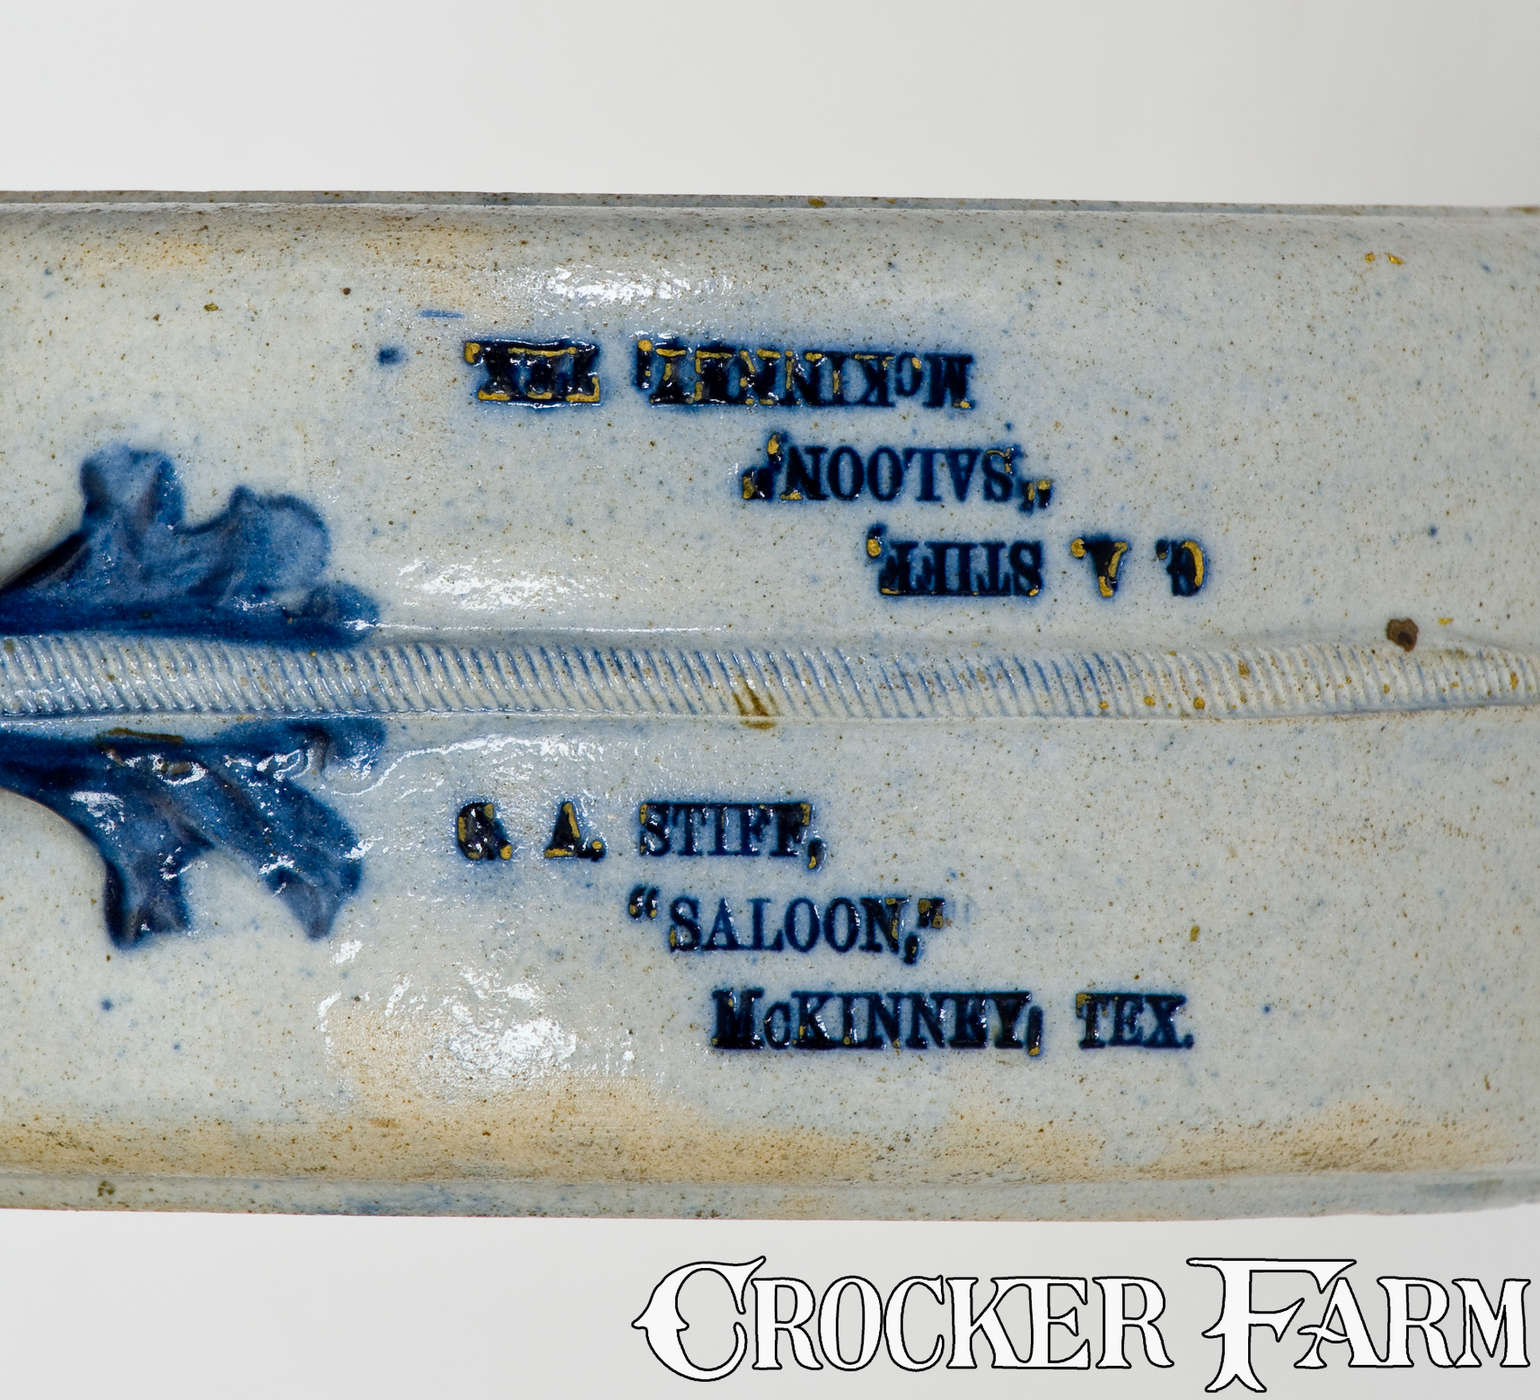 McKINNEY, TEX.
"SALOON,"
G. A. STIFF,
G. A. STIFF,
"SALOON,"
McKINNEY, TEX.
CROCKER FARM